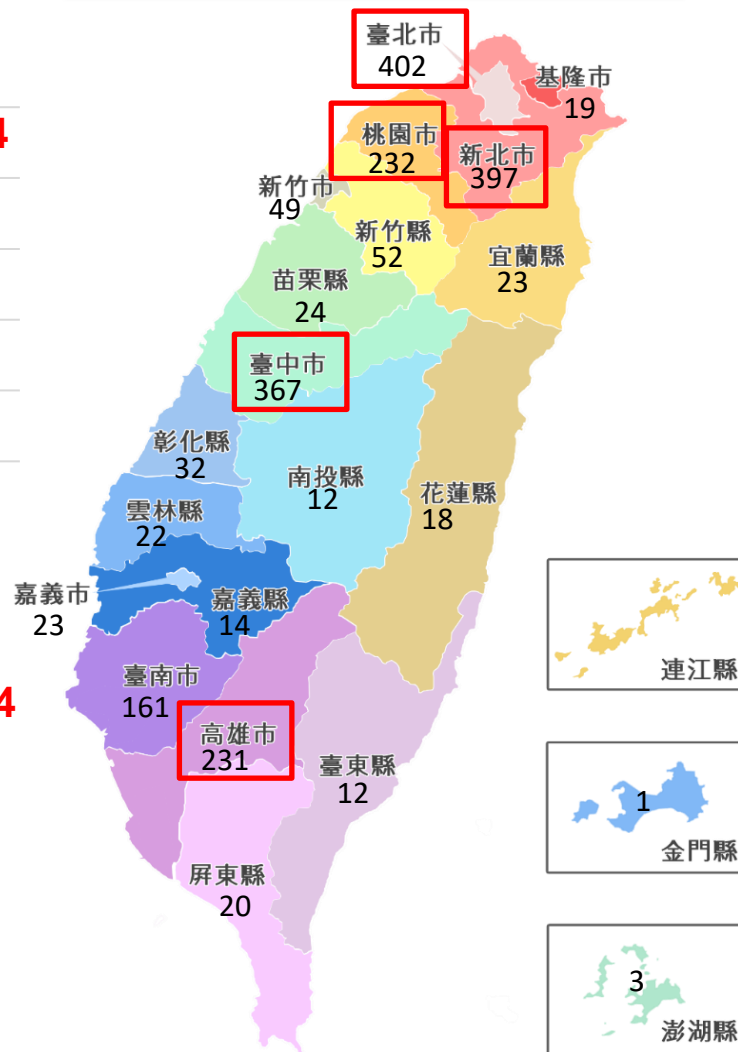 臺北市
402
基隆市
19
4
桃園市
232
新北市
397
新竹市
49
新竹縣
52
宜蘭縣
23
苗栗縣
24
臺中市
367
彰化縣
32
南投縣
12
花蓮縣
18
雲林縣
22
嘉義市
23
嘉義縣
14
連江縣
臺南市
161
4
高雄市
231
臺東縣
12
1
金門縣
屏東縣
20
3
澎湖縣